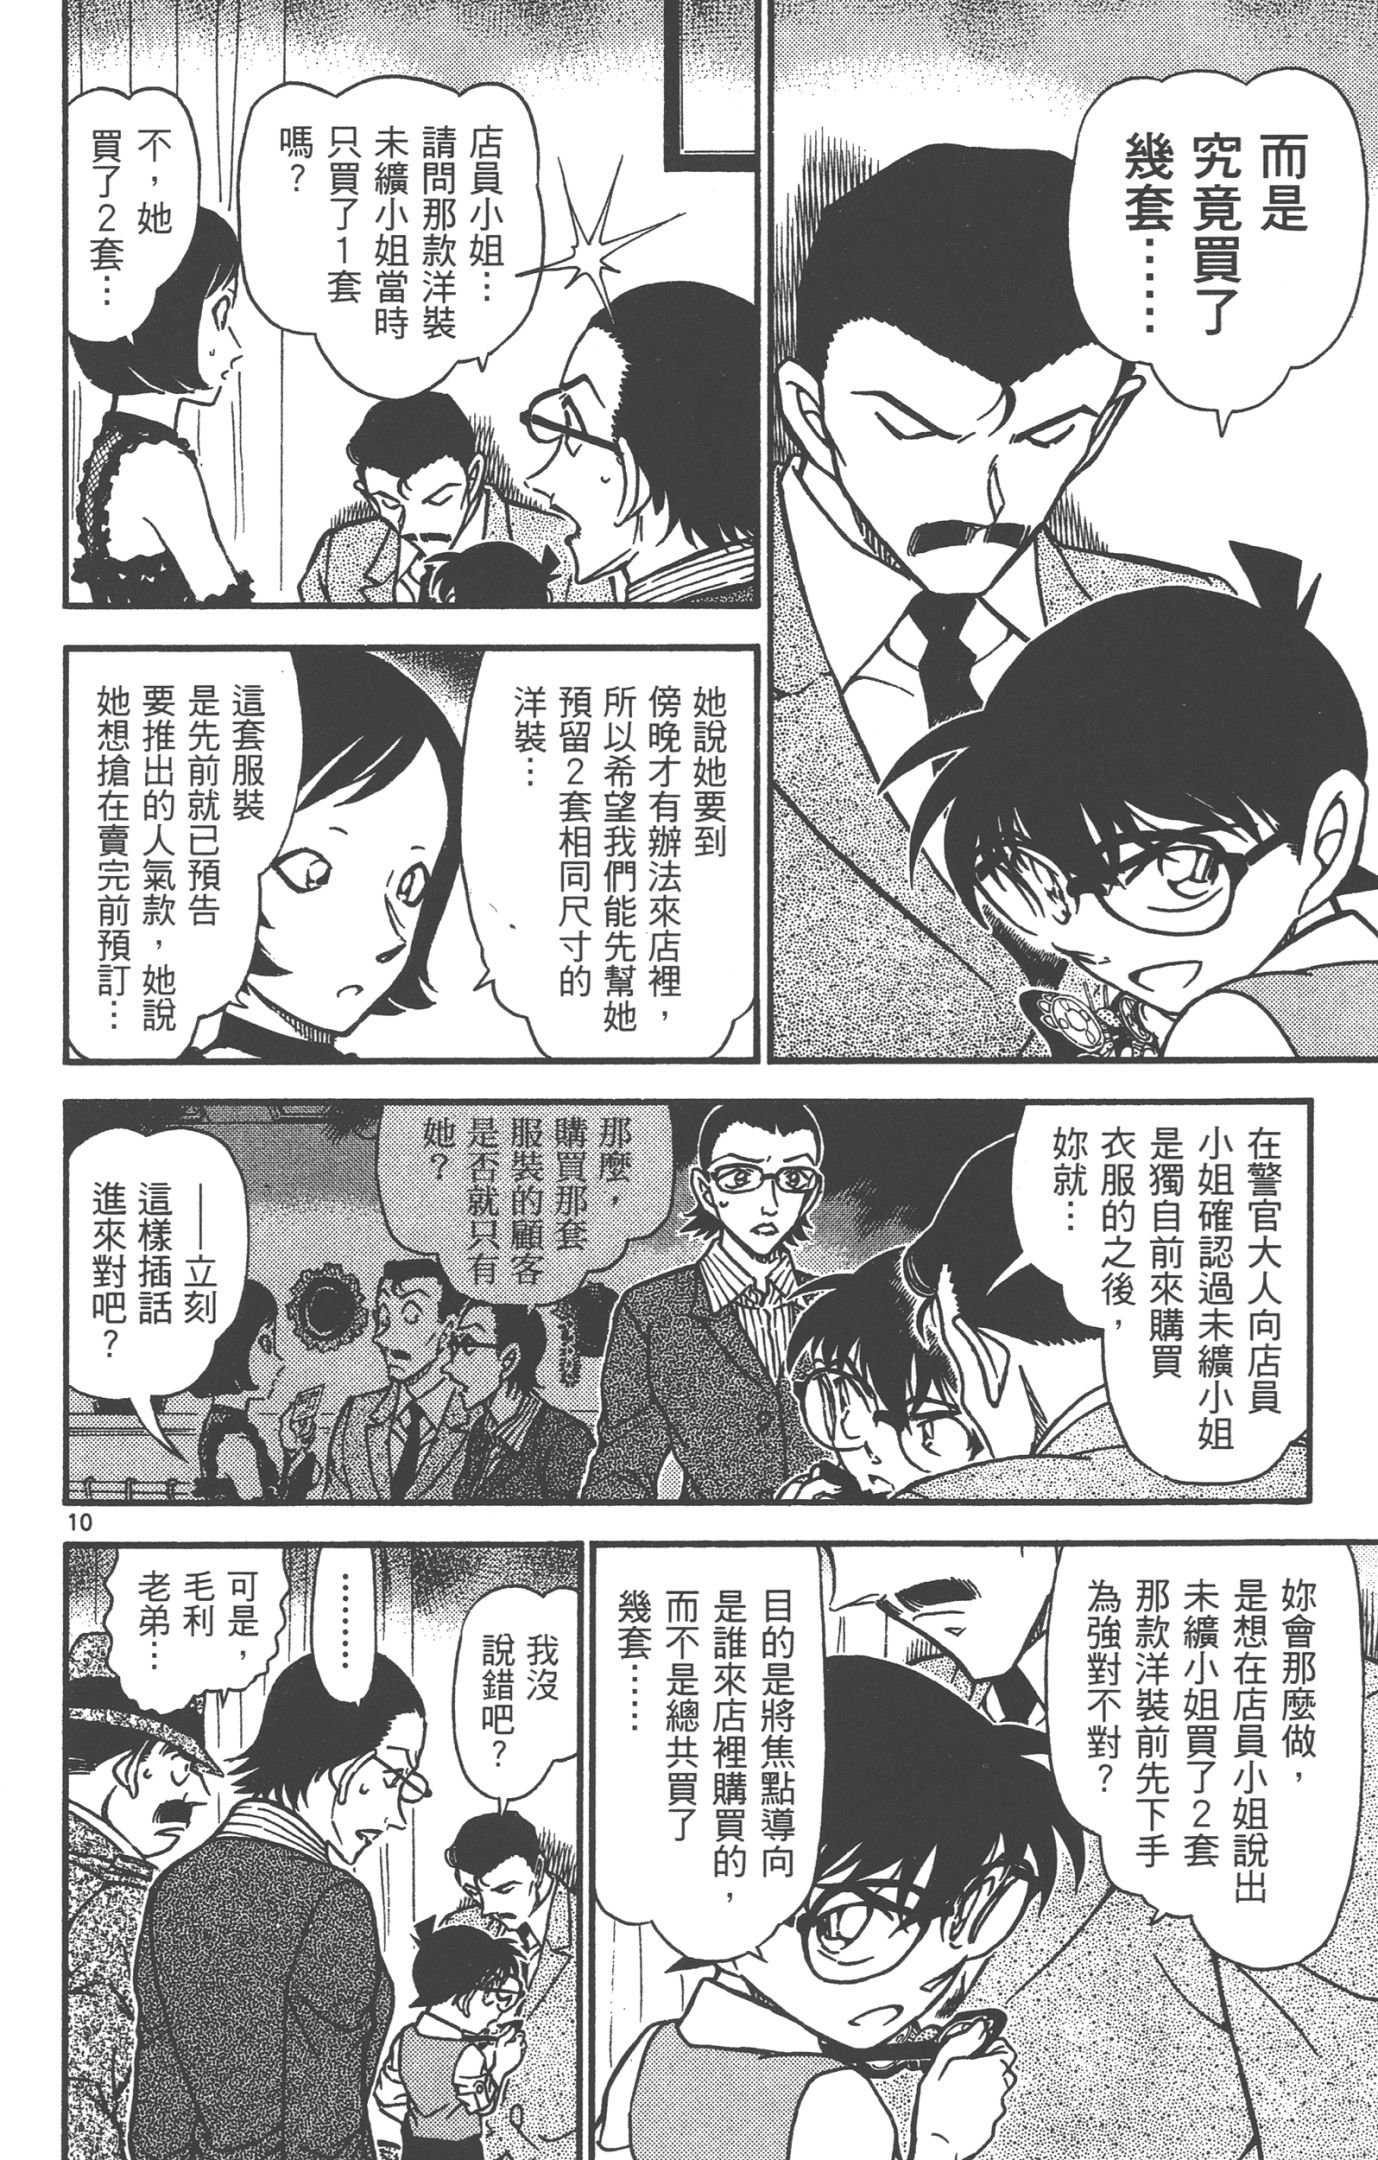 而是
究竟買了
幾套……
店員小姐…
請問那款洋裝
未纊小姐當時
只買了1套
嗎？
不，她
買了2套…
她說她要到
傍晚才有辦法來店裡，
所以希望我們能先幫她
預留2套相同尺寸的
洋裝…
這套服裝
是先前就已預告
要推出的人氣款，她說
她想搶在賣完前預訂…
在警官大人向店員
小姐確認過未纊小姐
是獨自前來購買
衣服的之後，
妳就…
那麼，
購買那套
服裝的顧客
是否就只有
她？
——立刻
這樣插話
進來對吧？
妳會那麼做，
是想在店員小姐說出
未纊小姐買了2套
那款洋裝前先下手
為強對不對？
目的是將焦點導向
是誰來店裡購買的，
而不是總共買了
幾套……
我沒
說錯吧？
………
可是，
毛利
老弟…
10